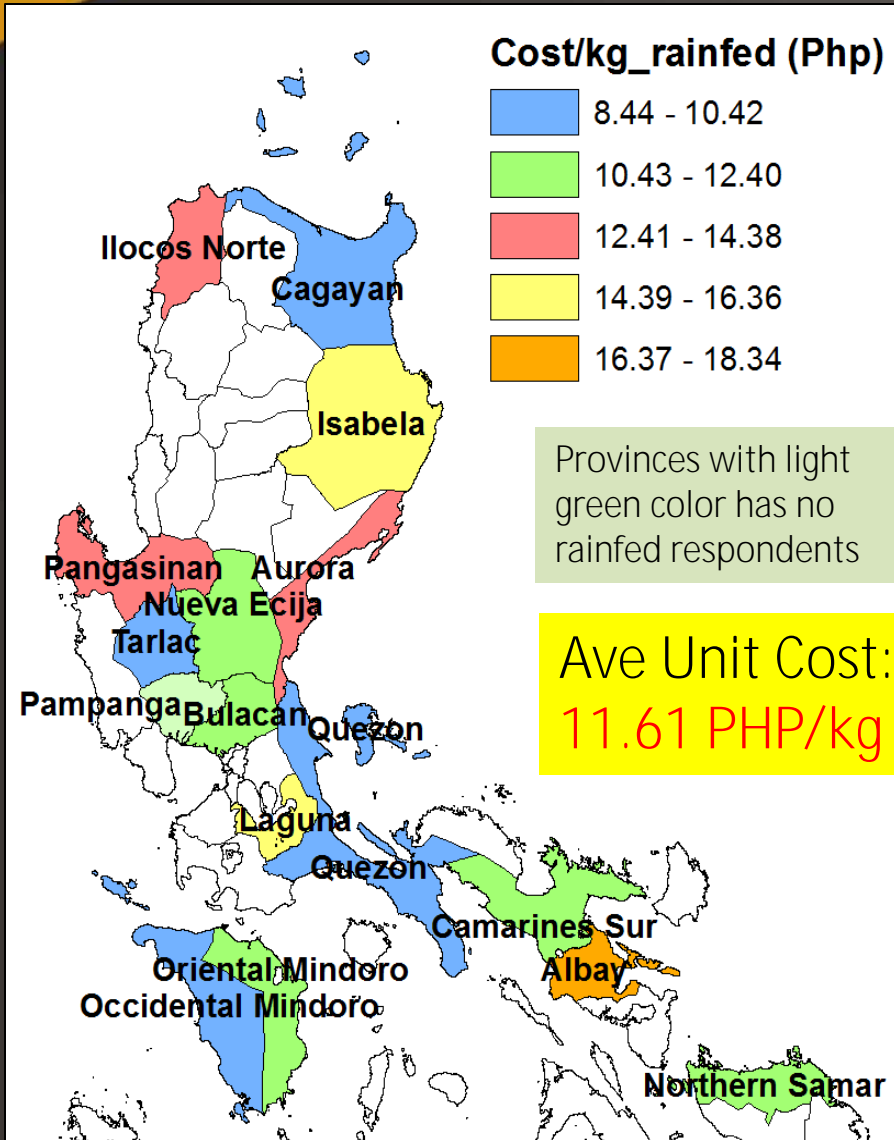 Cost/kg_rainfed (Php)
8.44 - 10.42
10.43 - 12.40
12.41 - 14.38
14.39 - 16.36
16.37 - 18.34
Ilocos Norte
Cagayan
Isabela
Provinces with light
green color has no
rainfed respondents
Pangasinan
Aurora
Nueva Ecija
Tarlac
Ave Unit Cost:
11.61 PHP/kg
Pampanga
Bulacan
Quezon
Laguna
Quezon
Camarines Sur
Oriental Mindoro
Albay
Occidental Mindoro
Northern Samar